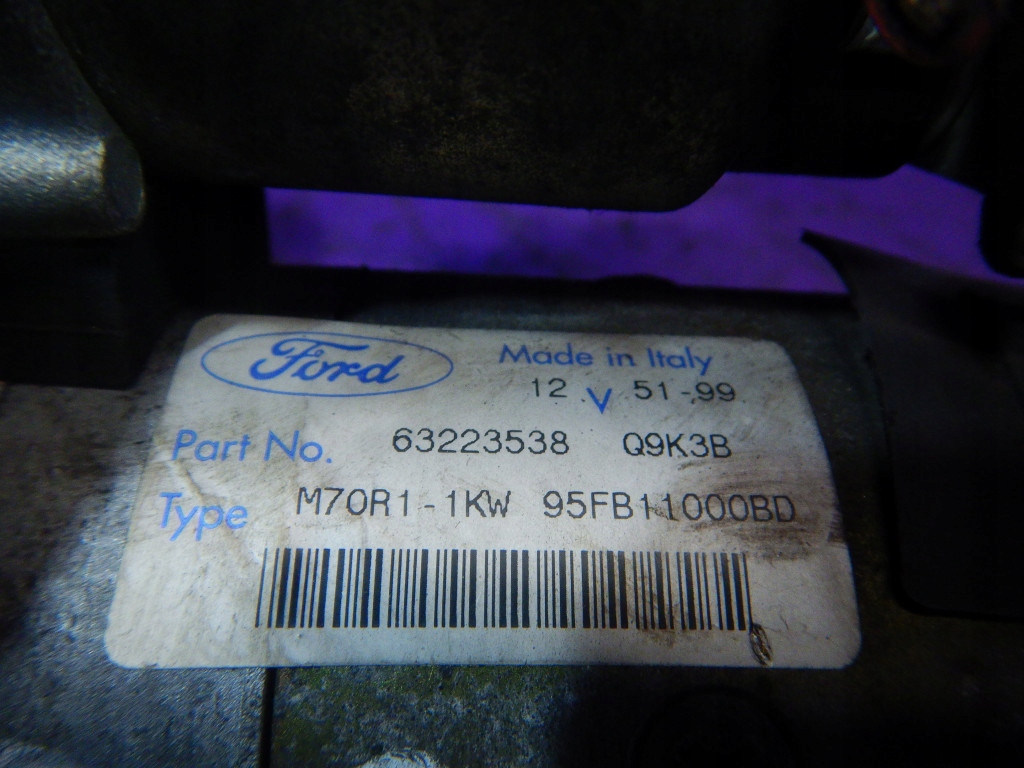 Ford Made in Italy
12 V 51-99
Part No. 63223538 Q9K3B
Type M70R1-1KW 95FB11000BD